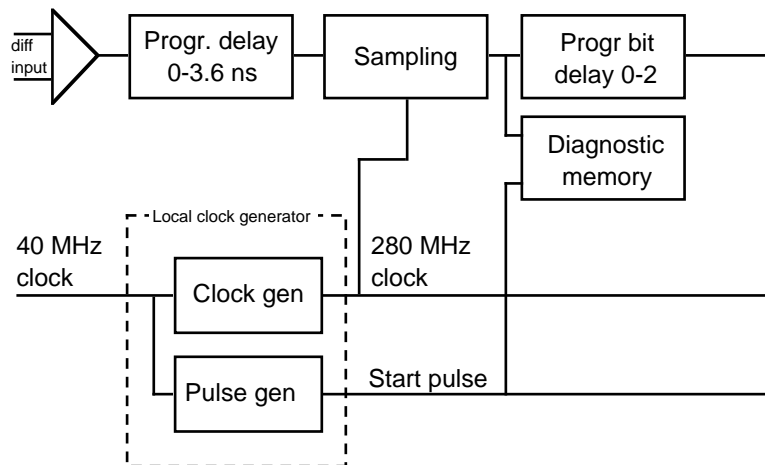 diff
input
Progr. delay
0-3.6 ns
Sampling
Progr bit
delay 0-2
Diagnostic
memory
Local clock generator
40 MHz
clock
Clock gen
280 MHz
clock
Pulse gen
Start pulse